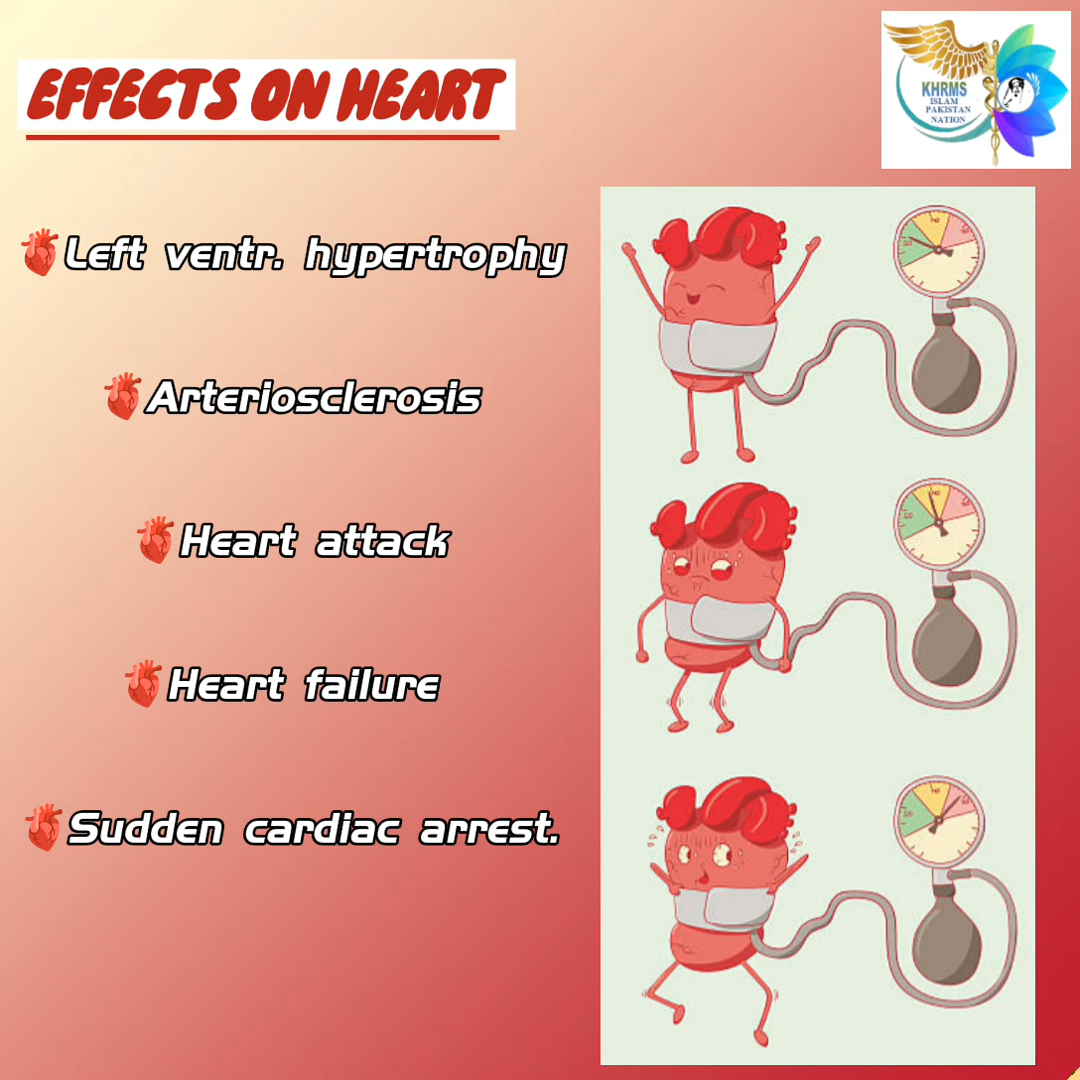 EFFECTS ON HEART
KHRMS
ISLAM
PAKISTAN
NATION
Left ventr. hypertrophy
Arteriosclerosis
Heart attack
Heart failure
Sudden cardiac arrest.